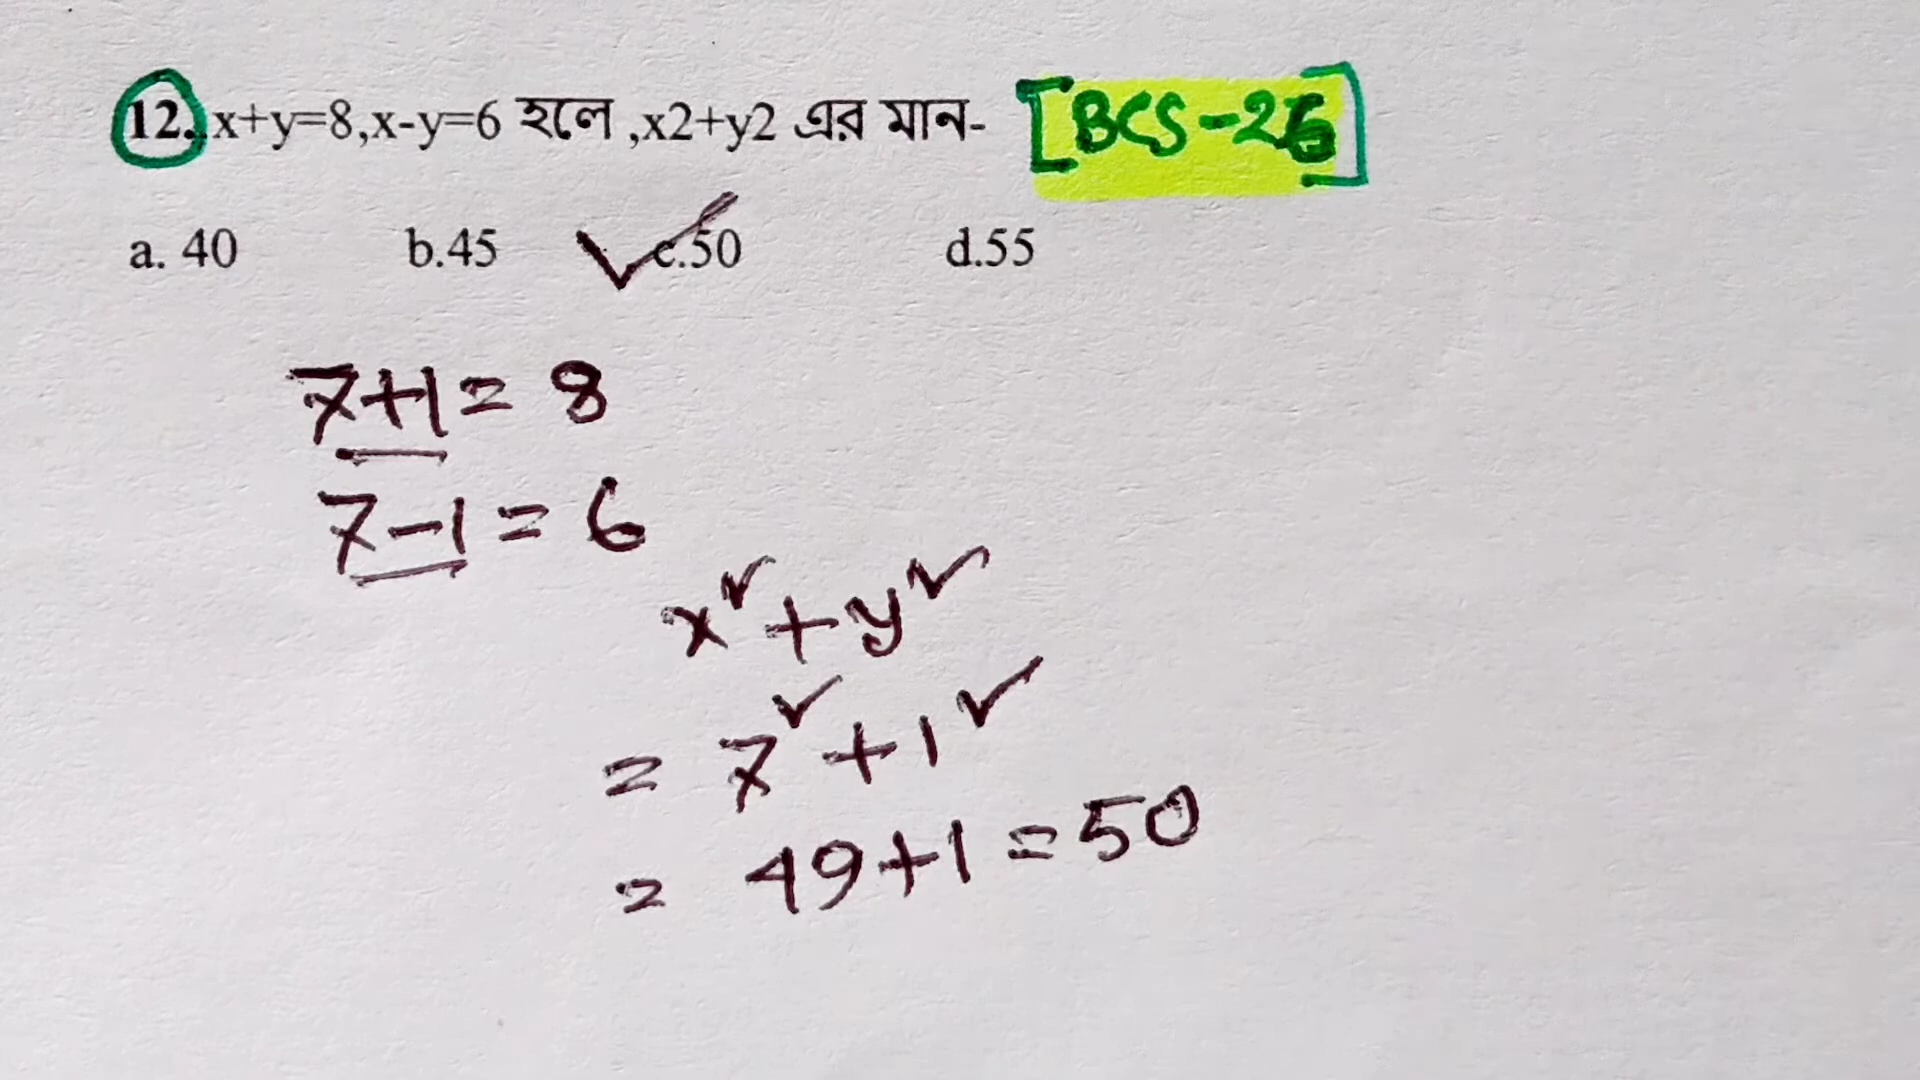 12. x+y=8,x-y=6 হলে ,x2+y2 এর মান- [BCS-26]
a. 40 b.45 c.50 d.55
7+1= 8
7-1= 6
x²+y²
= 7²+1²
= 49+1=50